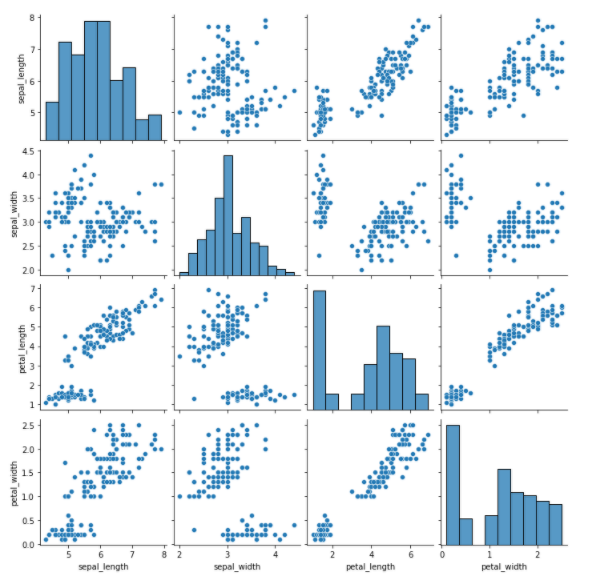 8
7
6
5
sepal_length
4.5
4.0
3.5
3.0
2.5
2.0
sepal_width
7
6
5
4
3
2
1
petal_length
2.5
2.0
1.5
1.0
0.5
0.0
petal_width
5 6 7 8
sepal_length
2 3 4
sepal_width
2 4 6
petal_length
0 1 2
petal_width